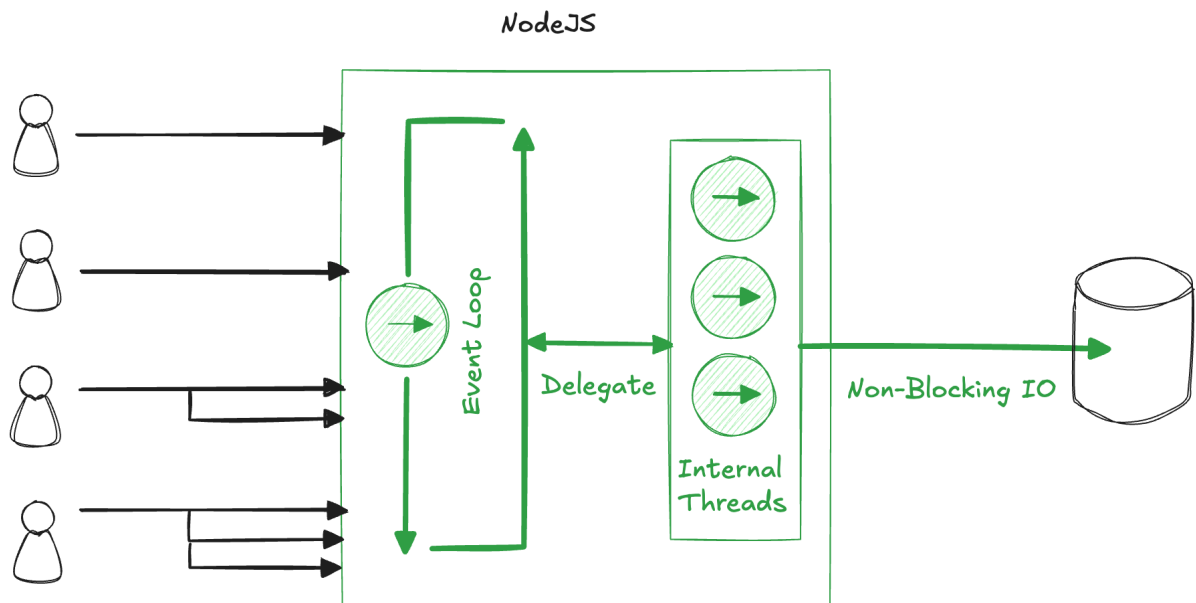 NodeJS
Event Loop
Delegate
Internal
Threads
Non-Blocking IO